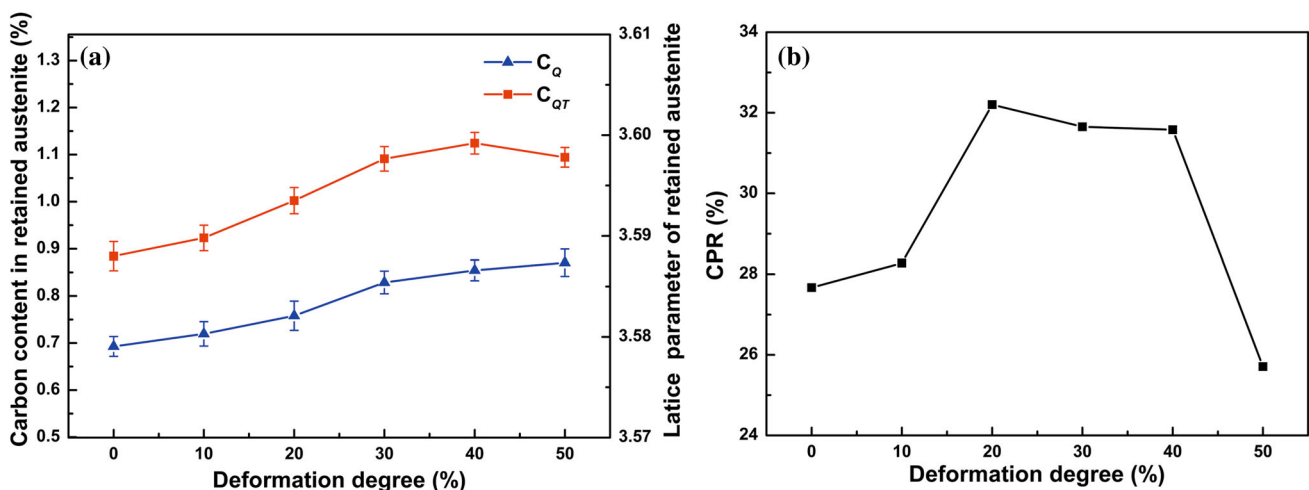 (a)
Carbon content in retained austenite (%)
1.3
1.2
1.1
1.0
0.9
0.8
0.7
0.6
0.5
C_Q
C_QT
3.61
3.60
3.59
3.58
3.57
Latice parameter of retained austenite
0 10 20 30 40 50
Deformation degree (%)
(b)
CPR (%)
34
32
30
28
26
24
0 10 20 30 40 50
Deformation degree (%)